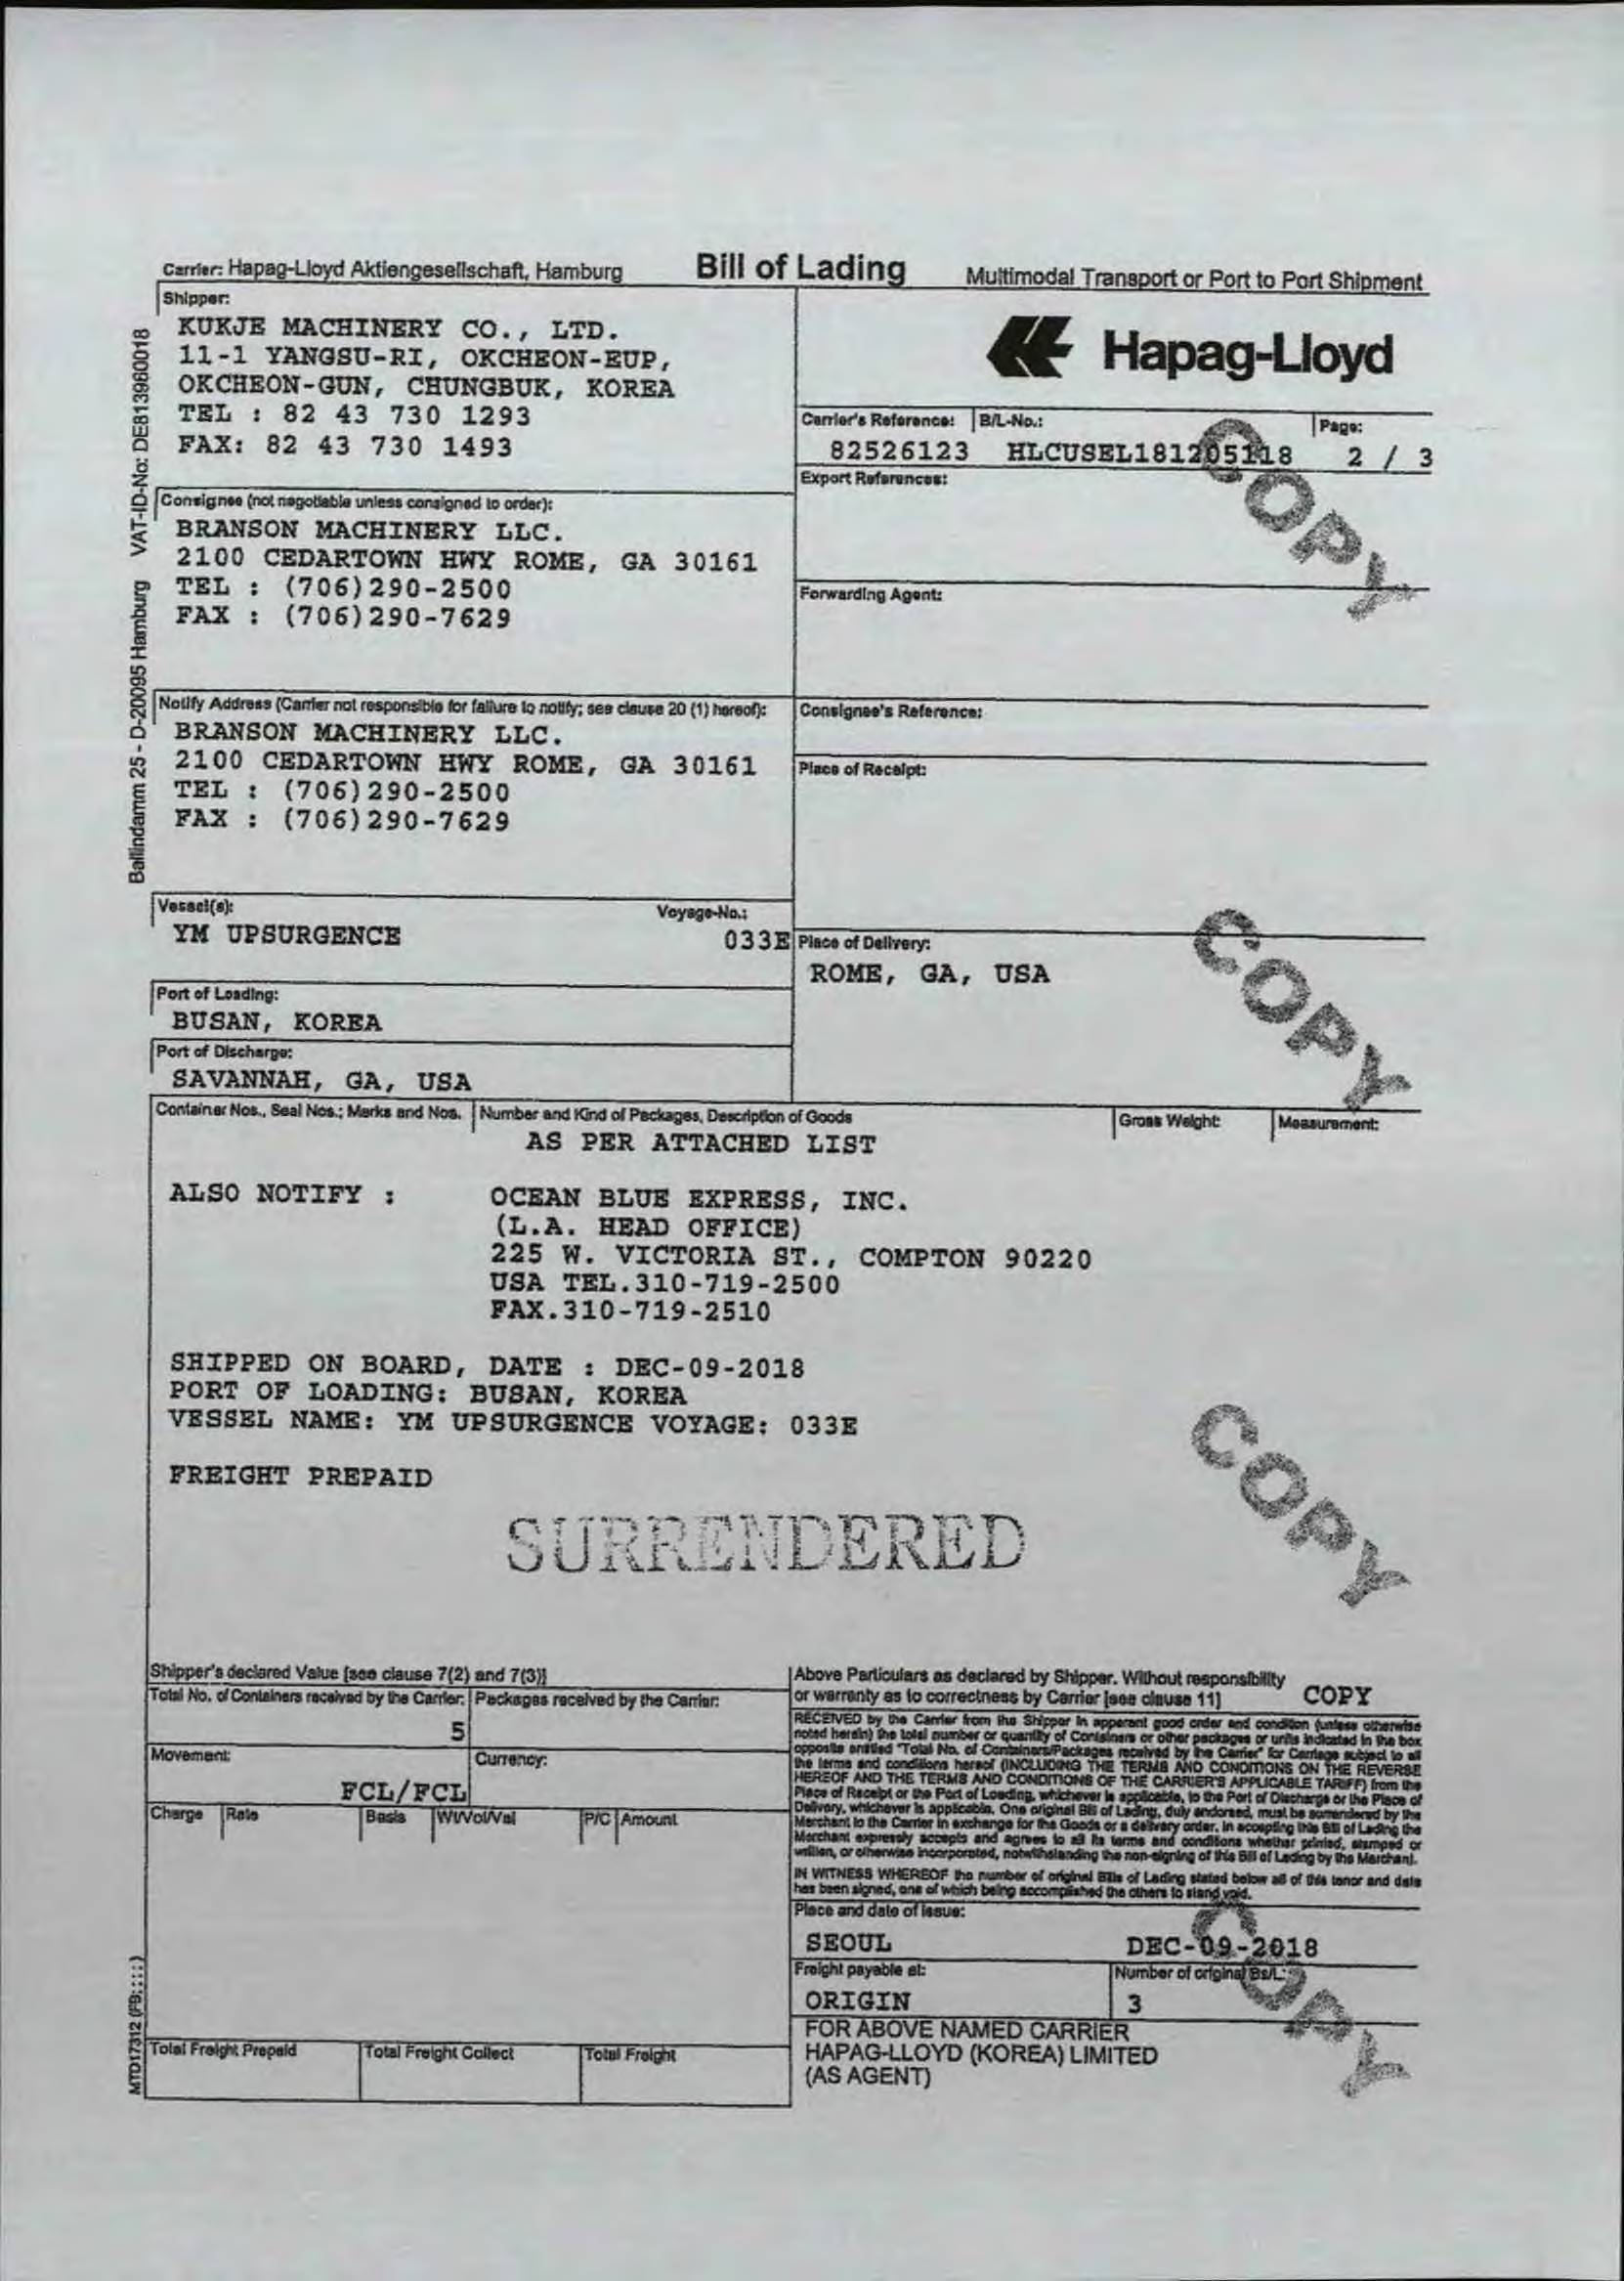 Carrier: Hapag-Lloyd Aktiengesellschaft, Hamburg
Bill of Lading
Multimodal Transport or Port to Port Shipment
Shipper:
KUKJE MACHINERY CO., LTD.
11-1 YANGSU-RI, OKCHEON-EUP,
OKCHEON-GUN, CHUNGBUK, KOREA
TEL : 82 43 730 1293
FAX: 82 43 730 1493
Hapag-Lloyd
Carrier's Reference: B/L-No.: Page:
82526123 HLCUSEL181205118 2 / 3
Export References:
Consignee (not negotiable unless consigned to order):
BRANSON MACHINERY LLC.
2100 CEDARTOWN HWY ROME, GA 30161
TEL : (706)290-2500
FAX : (706)290-7629
Forwarding Agent:
Notify Address (Carrier not responsible for failure to notify; see clause 20 (1) hereof):
BRANSON MACHINERY LLC.
2100 CEDARTOWN HWY ROME, GA 30161
TEL : (706)290-2500
FAX : (706)290-7629
Consignee's Reference:
Place of Receipt:
Ballindamm 25 - D-20095 Hamburg VAT-ID-No: DE813960018
Vessel(s): Voyage-No.:
YM UPSURGENCE 033E
Place of Delivery:
ROME, GA, USA
Port of Loading:
BUSAN, KOREA
Port of Discharge:
SAVANNAH, GA, USA
Container Nos., Seal Nos.; Marks and Nos. Number and Kind of Packages, Description of Goods Gross Weight: Measurement:
AS PER ATTACHED LIST
ALSO NOTIFY : OCEAN BLUE EXPRESS, INC.
(L.A. HEAD OFFICE)
225 W. VICTORIA ST., COMPTON 90220
USA TEL.310-719-2500
FAX.310-719-2510
SHIPPED ON BOARD, DATE : DEC-09-2018
PORT OF LOADING: BUSAN, KOREA
VESSEL NAME: YM UPSURGENCE VOYAGE: 033E
FREIGHT PREPAID
SURRENDERED
COPY
COPY
COPY
COPY
Shipper's declared Value [see clause 7(2) and 7(3)]
Total No. of Containers received by the Carrier: Packages received by the Carrier:
5
Movement: Currency:
FCL/FCL
Charge Rate Basis Wt/Vol/Val P/C Amount
Total Freight Prepaid Total Freight Collect Total Freight
MTD17312 (FB; : : : )
Above Particulars as declared by Shipper. Without responsibility
or warranty as to correctness by Carrier [see clause 11] COPY
RECEIVED by the Carrier from the Shipper in apparent good order and condition (unless otherwise
noted herein) the total number or quantity of Containers or other packages or units indicated in the box
opposite entitled "Total No. of Containers/Packages received by the Carrier" for Carriage subject to all
the terms and conditions hereof (INCLUDING THE TERMS AND CONDITIONS ON THE REVERSE
HEREOF AND THE TERMS AND CONDITIONS OF THE CARRIER'S APPLICABLE TARIFF) from the
Place of Receipt or the Port of Loading, whichever is applicable, to the Port of Discharge or the Place of
Delivery, whichever is applicable. One original Bill of Lading, duly endorsed, must be surrendered by the
Merchant to the Carrier in exchange for the Goods or a delivery order. In accepting this Bill of Lading the
Merchant expressly accepts and agrees to all its terms and conditions whether printed, stamped or
written, or otherwise incorporated, notwithstanding the non-signing of this Bill of Lading by the Merchant.
IN WITNESS WHEREOF the number of original Bills of Lading stated below all of this tenor and date
has been signed, one of which being accomplished the others to stand void.
Place and date of issue:
SEOUL DEC-09-2018
Freight payable at: Number of original Bs/L:
ORIGIN 3
FOR ABOVE NAMED CARRIER
HAPAG-LLOYD (KOREA) LIMITED
(AS AGENT)